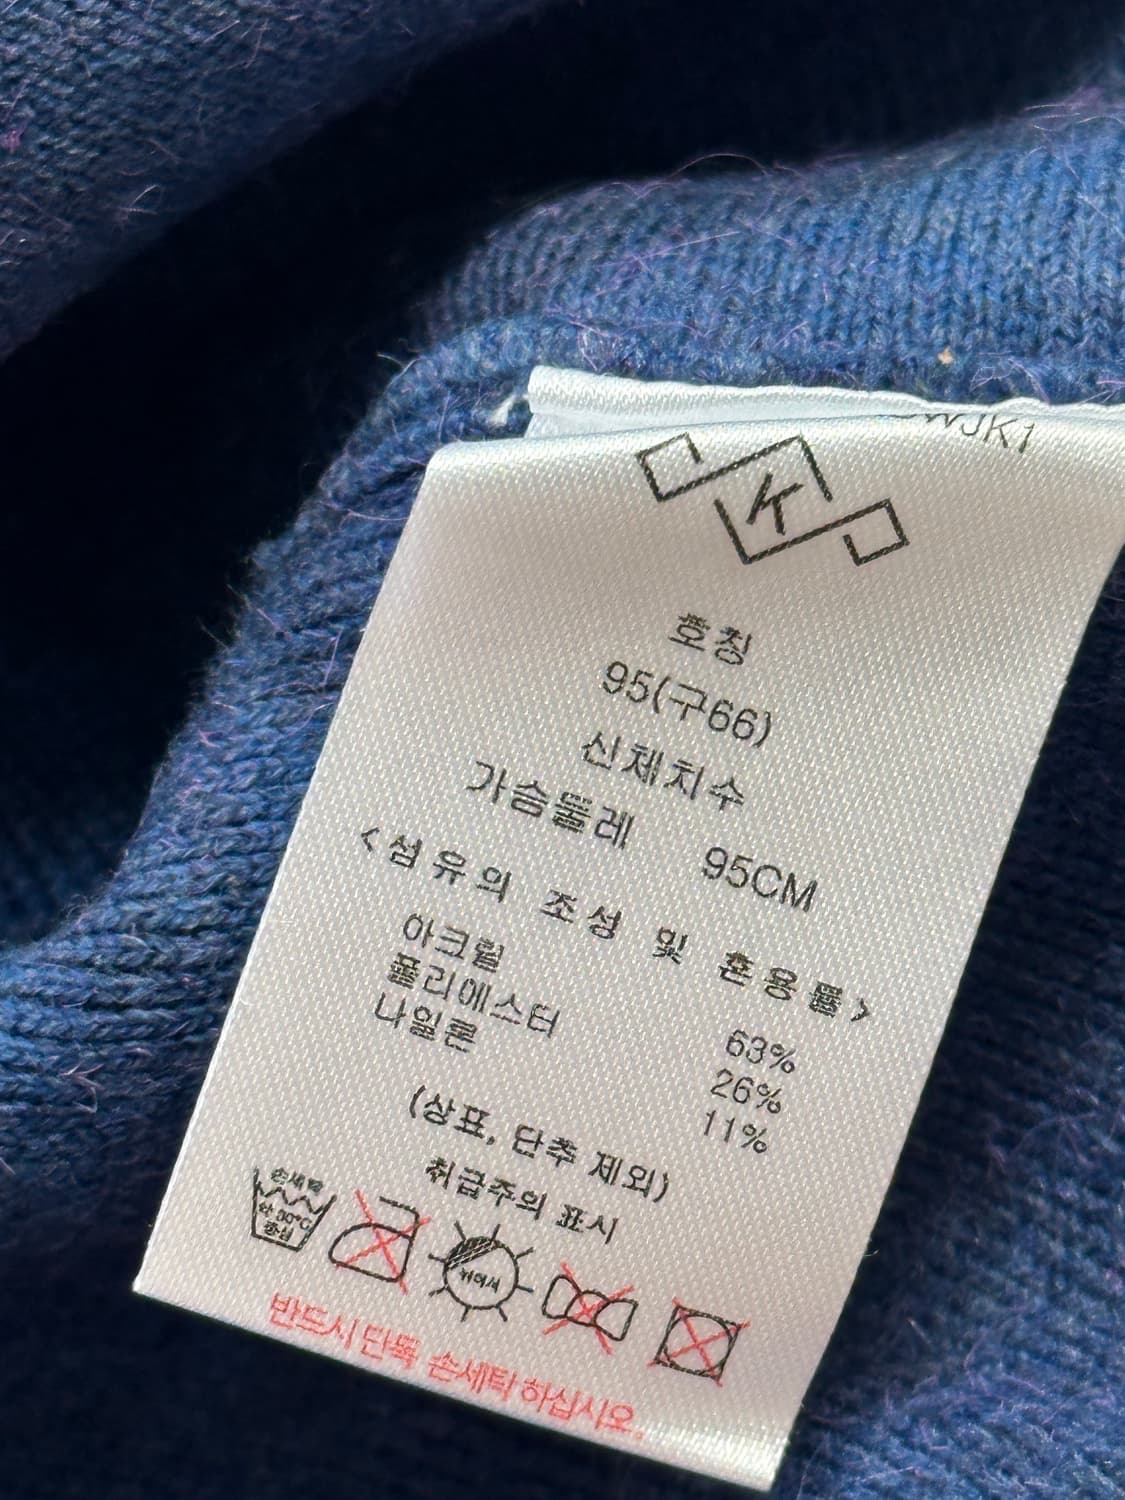 WJK1
K
호칭
95(구66)
신체치수
가슴둘레 95CM
<섬유의 조성 및 혼용률>
아크릴 63%
폴리에스터 26%
나일론 11%
(상표, 단추 제외)
취급주의 표시
손세탁
약 30°C
중성
뉘어서
반드시 단독 손세탁 하십시오.